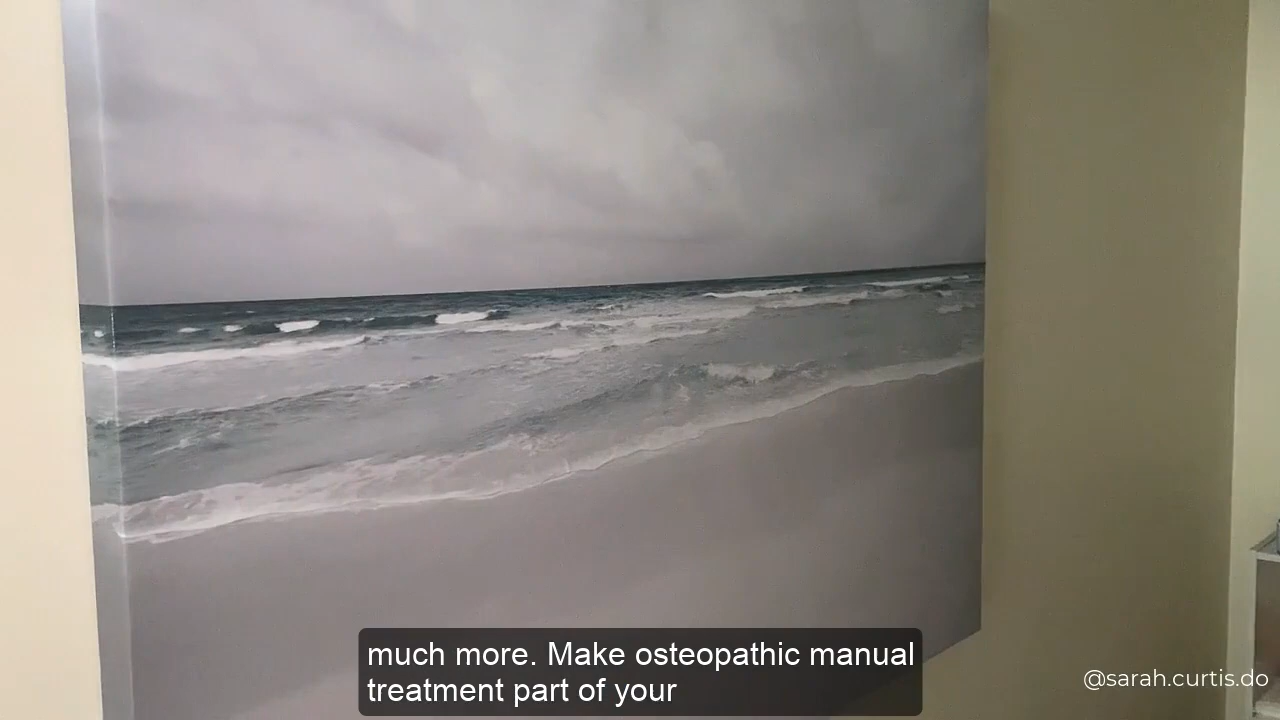 much more. Make osteopathic manual
treatment part of your
@sarah.curtis.do